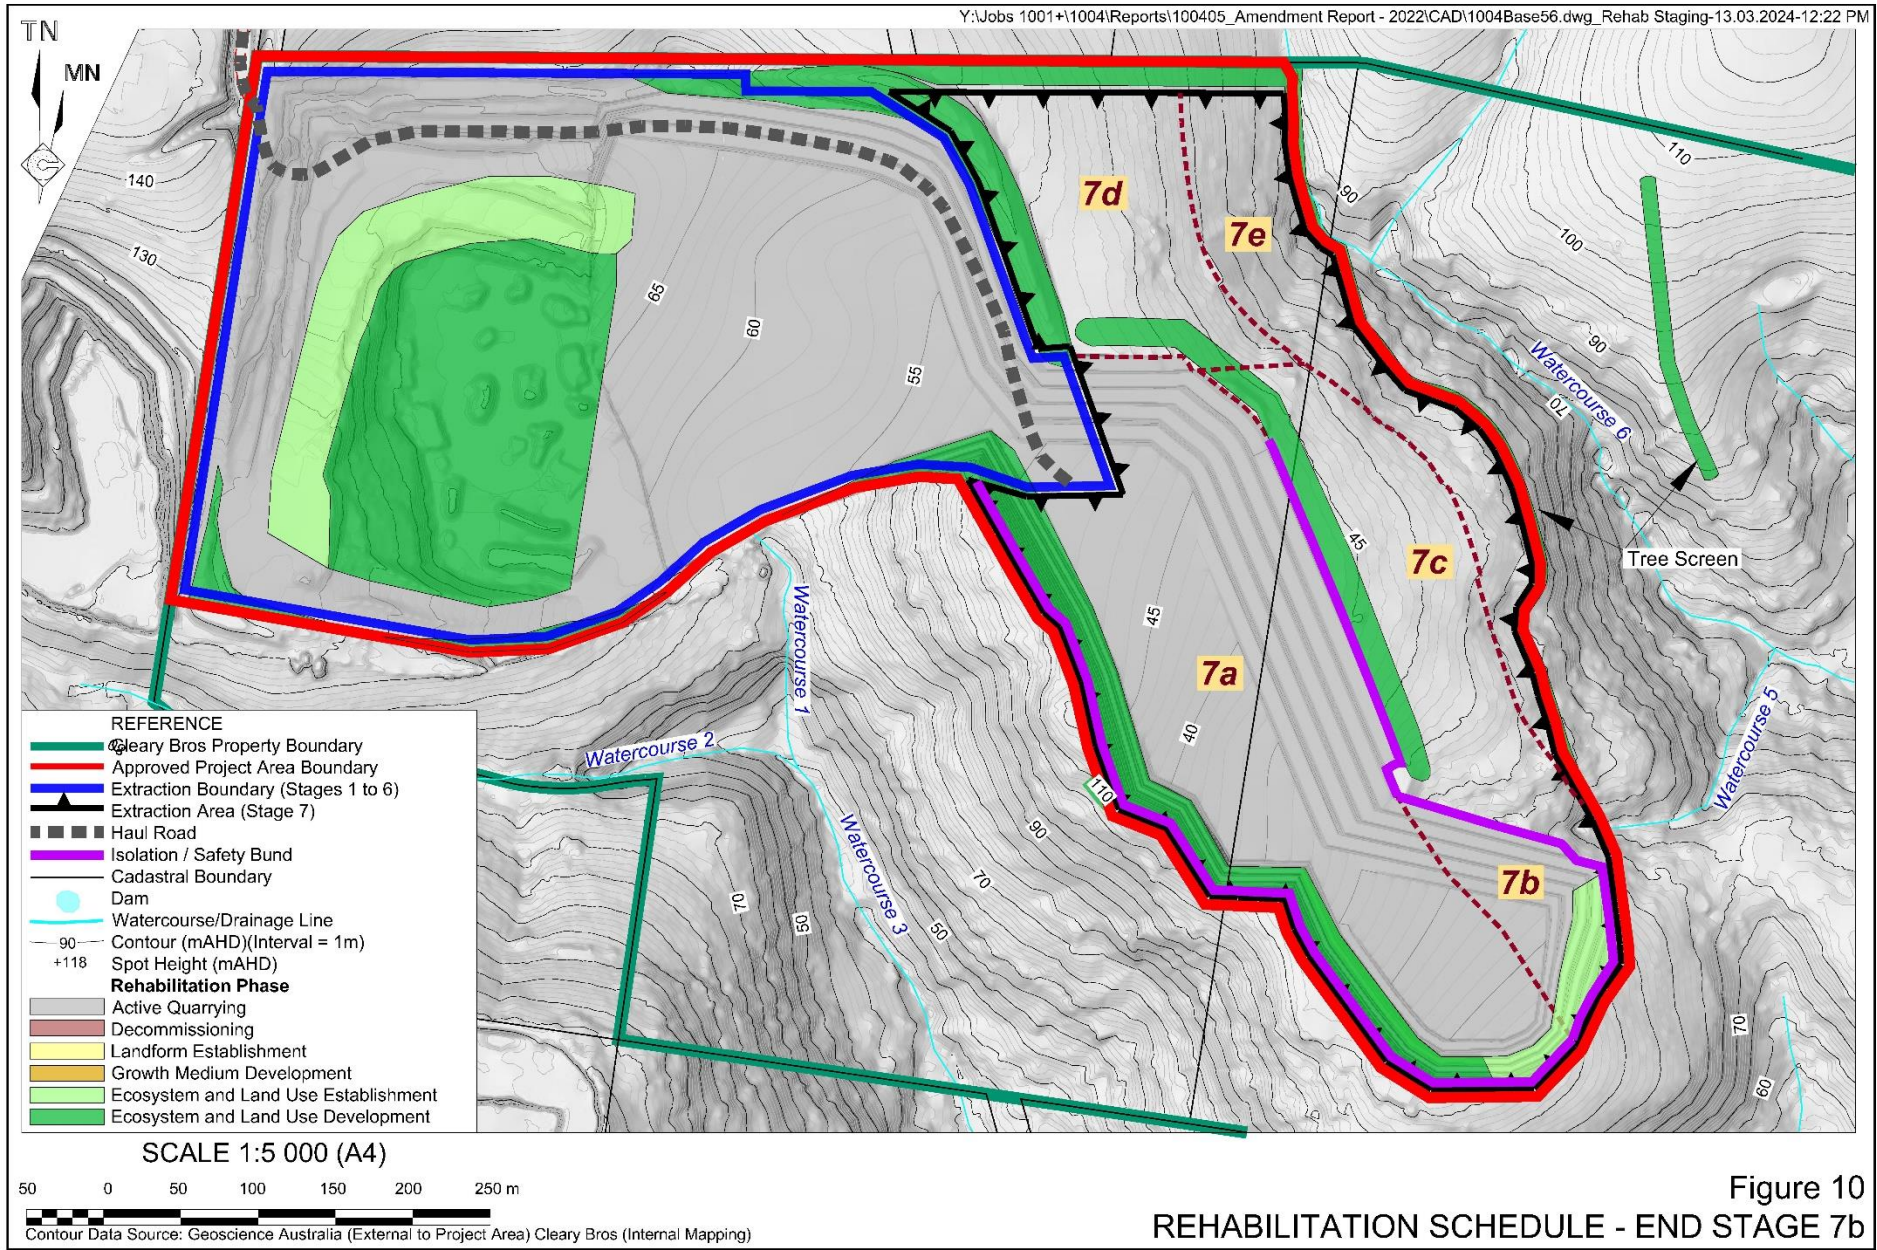 Y:\Jobs 1001+\1004\Reports\100405_Amendment Report - 2022\CAD\1004Base56.dwg_Rehab Staging-13.03.2024-12:22 PM
TN
MN
140
130
110
90
100
90
70
65
60
55
7d
7e
Watercourse 6
45
7c
Tree Screen
45
7a
40
Watercourse 1
Watercourse 2
Watercourse 5
110
90
Watercourse 3
70
50
70
50
7b
70
60
REFERENCE
Cleary Bros Property Boundary
Approved Project Area Boundary
Extraction Boundary (Stages 1 to 6)
Extraction Area (Stage 7)
Haul Road
Isolation / Safety Bund
Cadastral Boundary
Dam
Watercourse/Drainage Line
90 Contour (mAHD)(Interval = 1m)
+118 Spot Height (mAHD)
Rehabilitation Phase
Active Quarrying
Decommissioning
Landform Establishment
Growth Medium Development
Ecosystem and Land Use Establishment
Ecosystem and Land Use Development
SCALE 1:5 000 (A4)
50 0 50 100 150 200 250 m
Contour Data Source: Geoscience Australia (External to Project Area) Cleary Bros (Internal Mapping)
Figure 10
REHABILITATION SCHEDULE - END STAGE 7b